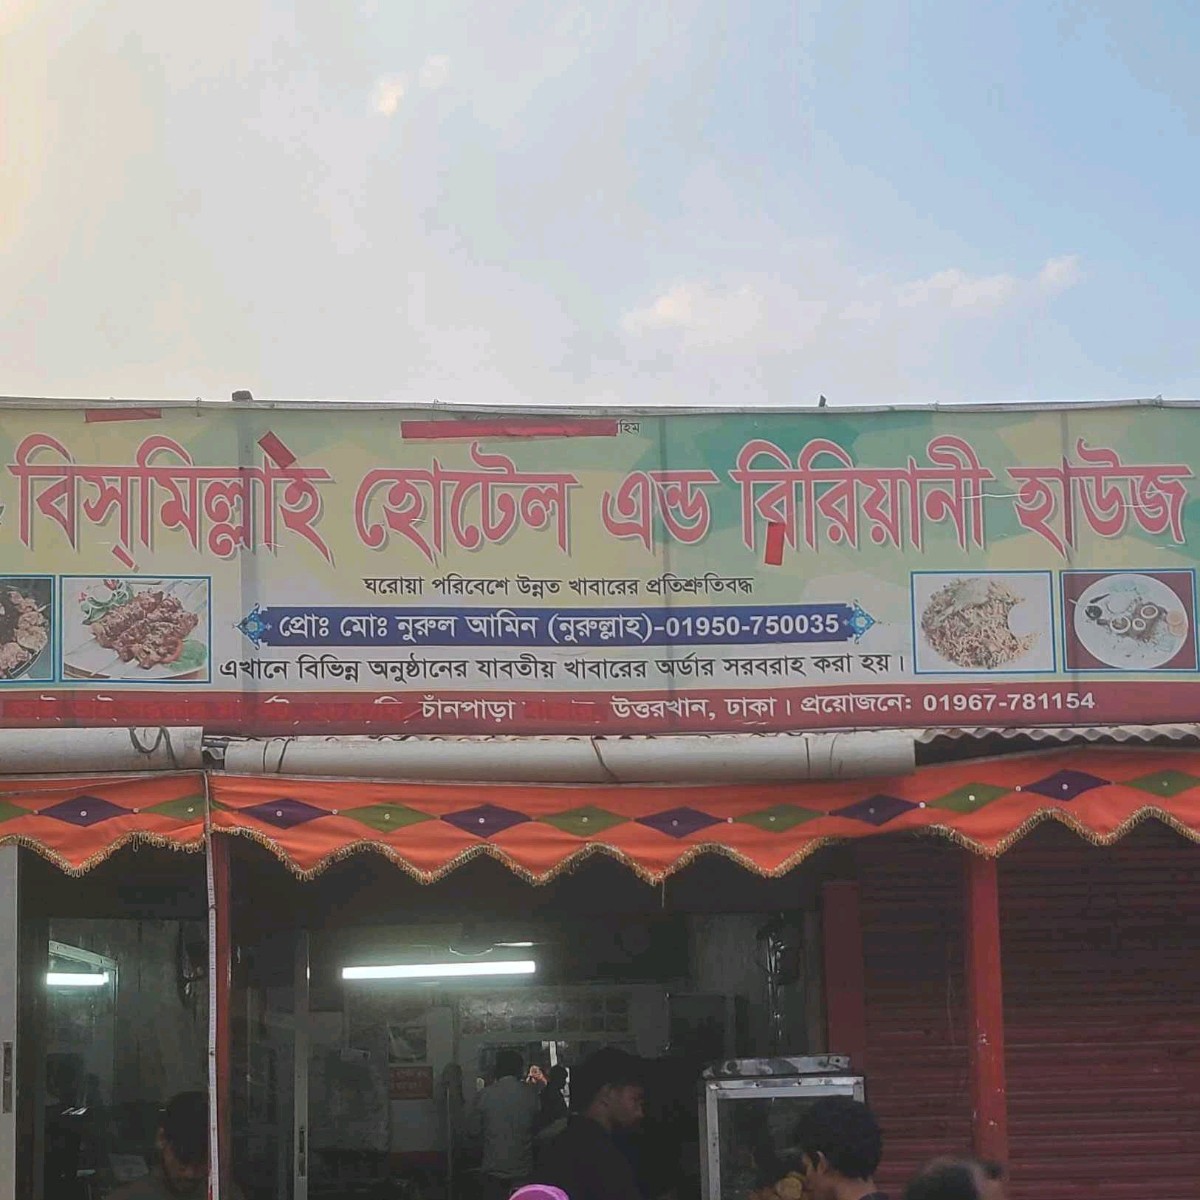 হিম
বিস্‌মিল্লাহ হোটেল এন্ড বিরিয়ানী হাউজ
ঘরোয়া পরিবেশে উন্নত খাবারের প্রতিশ্রুতিবদ্ধ
প্রোঃ মোঃ নুরুল আমিন (নুরুল্লাহ)-01950-750035
এখানে বিভিন্ন অনুষ্ঠানের যাবতীয় খাবারের অর্ডার সরবরাহ করা হয়।
চাঁনপাড়া উত্তরখান, ঢাকা। প্রয়োজনে: 01967-781154